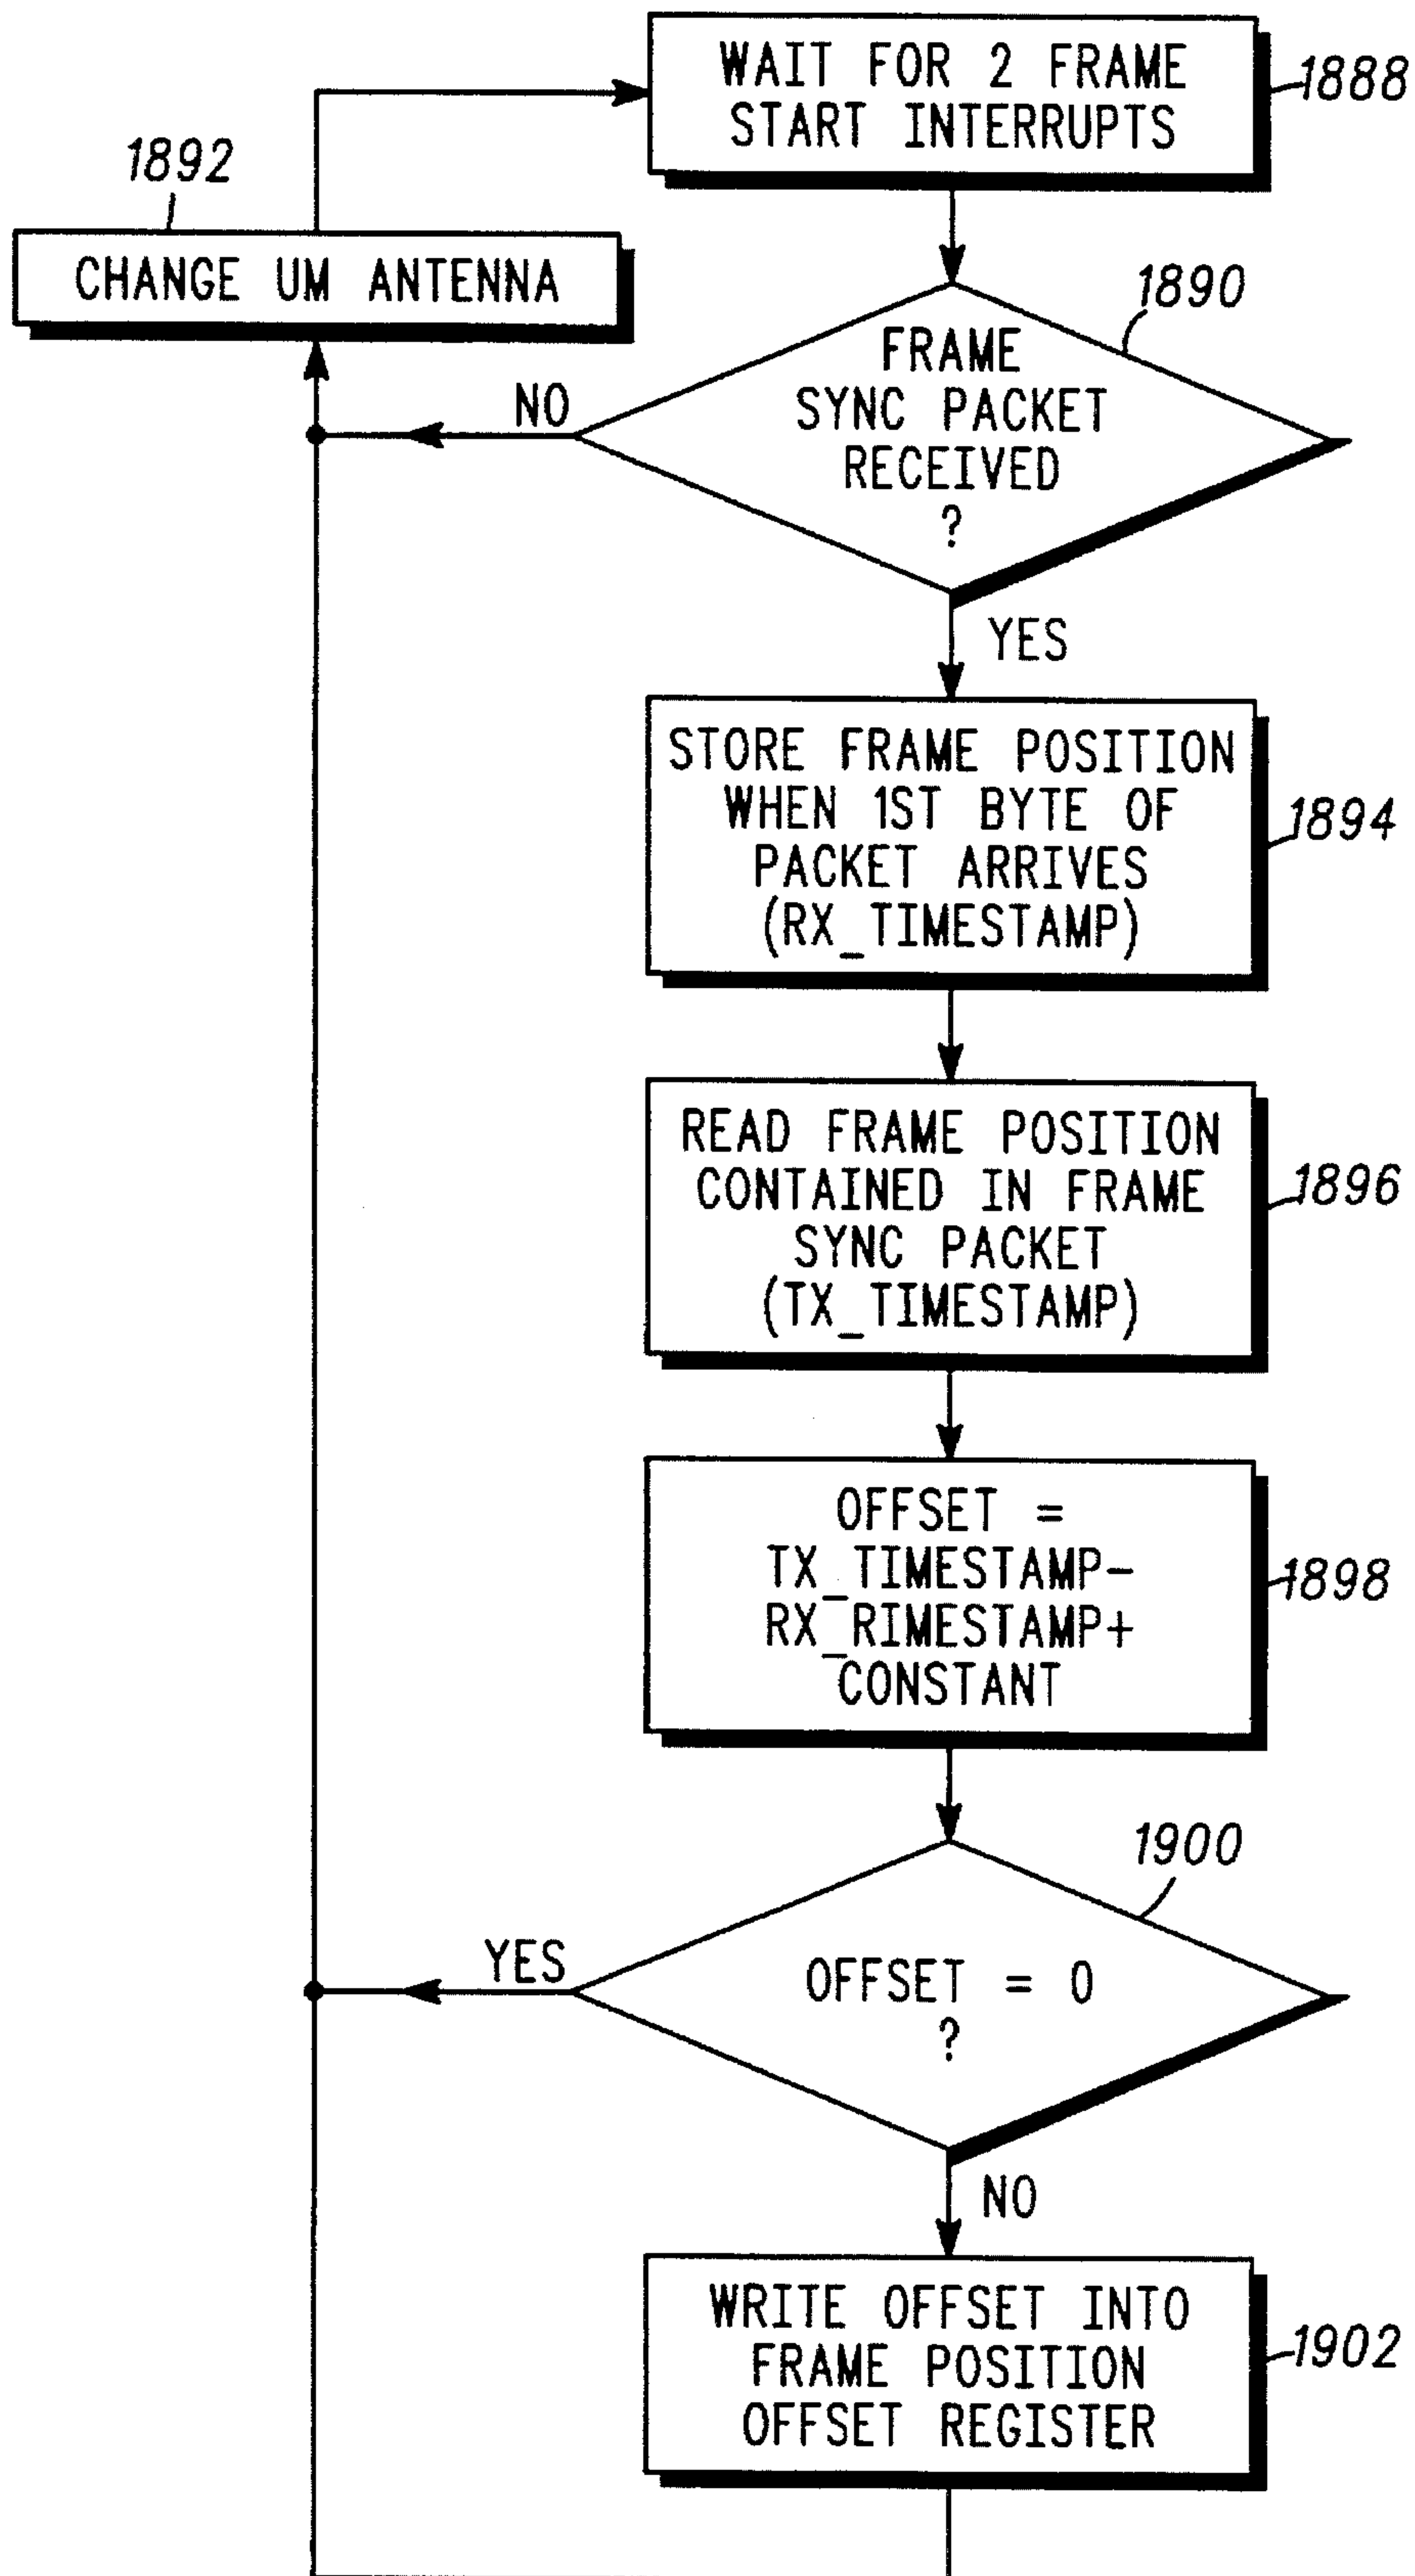 WAIT FOR 2 FRAME
START INTERRUPTS
1888
1892
CHANGE UM ANTENNA
1890
FRAME
SYNC PACKET
RECEIVED
?
NO
YES
STORE FRAME POSITION
WHEN 1ST BYTE OF
PACKET ARRIVES
(RX_TIMESTAMP)
1894
READ FRAME POSITION
CONTAINED IN FRAME
SYNC PACKET
(TX_TIMESTAMP)
1896
OFFSET =
TX_TIMESTAMP-
RX_RIMESTAMP+
CONSTANT
1898
1900
OFFSET = 0
?
YES
NO
WRITE OFFSET INTO
FRAME POSITION
OFFSET REGISTER
1902